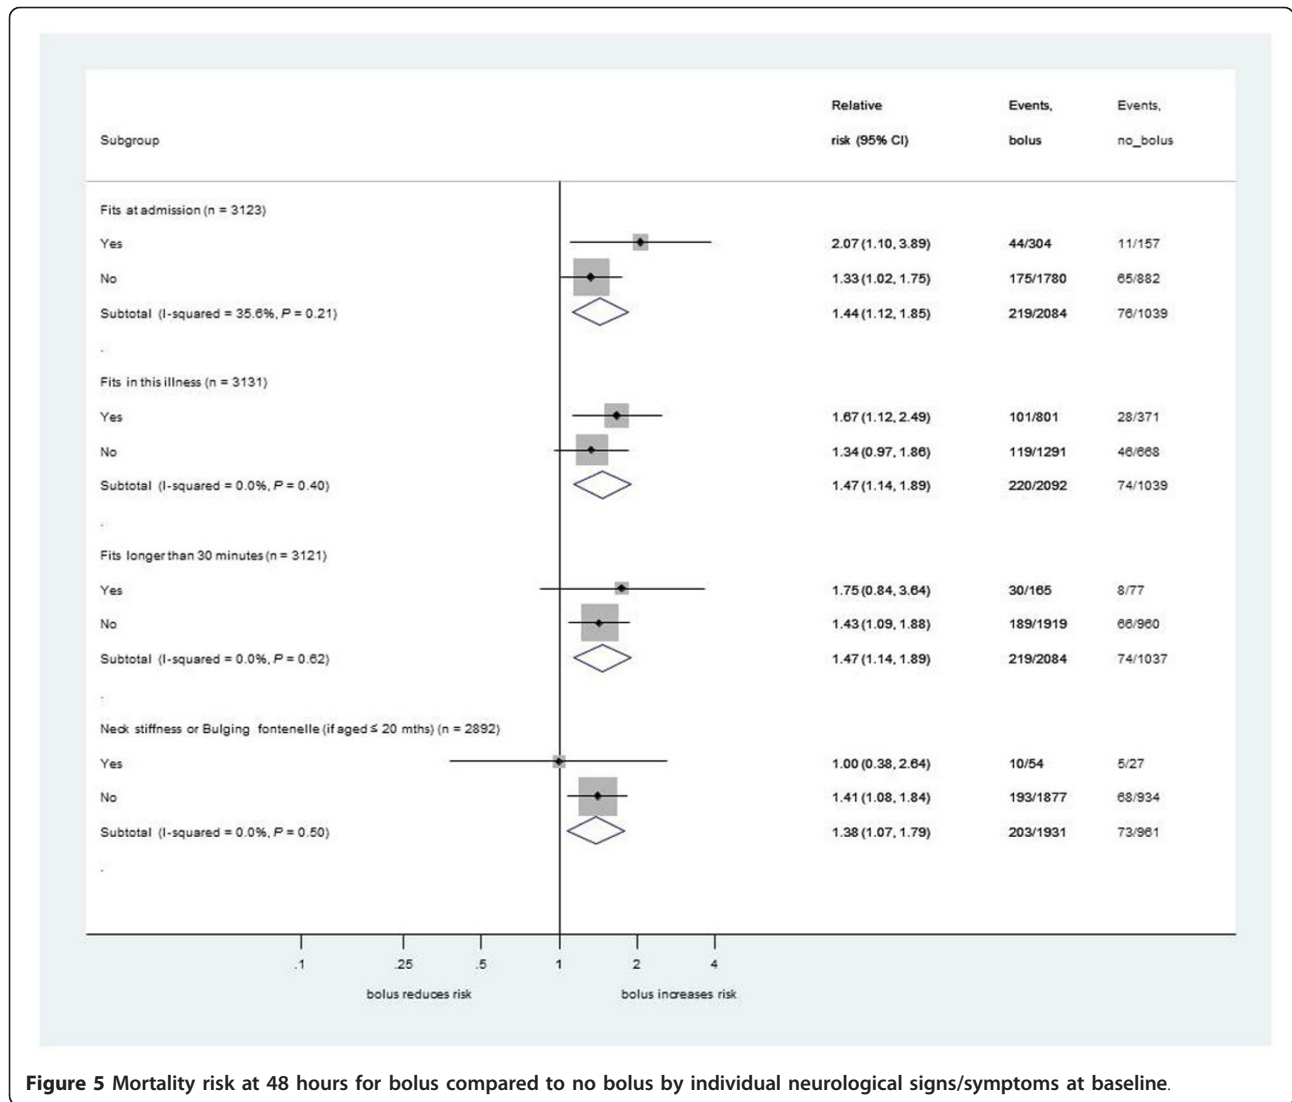 Relative Events, Events,
Subgroup risk (95% CI) bolus no_bolus
Fits at admission (n = 3123)
Yes 2.07 (1.10, 3.89) 44/304 11/157
No 1.33 (1.02, 1.75) 175/1780 65/882
Subtotal (I-squared = 35.6%, P = 0.21) 1.44 (1.12, 1.85) 219/2084 76/1039
.
Fits in this illness (n = 3131)
Yes 1.67 (1.12, 2.49) 101/801 28/371
No 1.34 (0.97, 1.86) 119/1291 46/668
Subtotal (I-squared = 0.0%, P = 0.40) 1.47 (1.14, 1.89) 220/2092 74/1039
.
Fits longer than 30 minutes (n = 3121)
Yes 1.75 (0.84, 3.64) 30/165 8/77
No 1.43 (1.09, 1.88) 189/1919 66/960
Subtotal (I-squared = 0.0%, P = 0.62) 1.47 (1.14, 1.89) 219/2084 74/1037
.
Neck stiffness or Bulging fontenelle (if aged ≤ 20 mths) (n = 2892)
Yes 1.00 (0.38, 2.64) 10/54 5/27
No 1.41 (1.08, 1.84) 193/1877 68/934
Subtotal (I-squared = 0.0%, P = 0.50) 1.38 (1.07, 1.79) 203/1931 73/961
.
.1 .25 .5 1 2 4
bolus reduces risk bolus increases risk
Figure 5 Mortality risk at 48 hours for bolus compared to no bolus by individual neurological signs/symptoms at baseline.